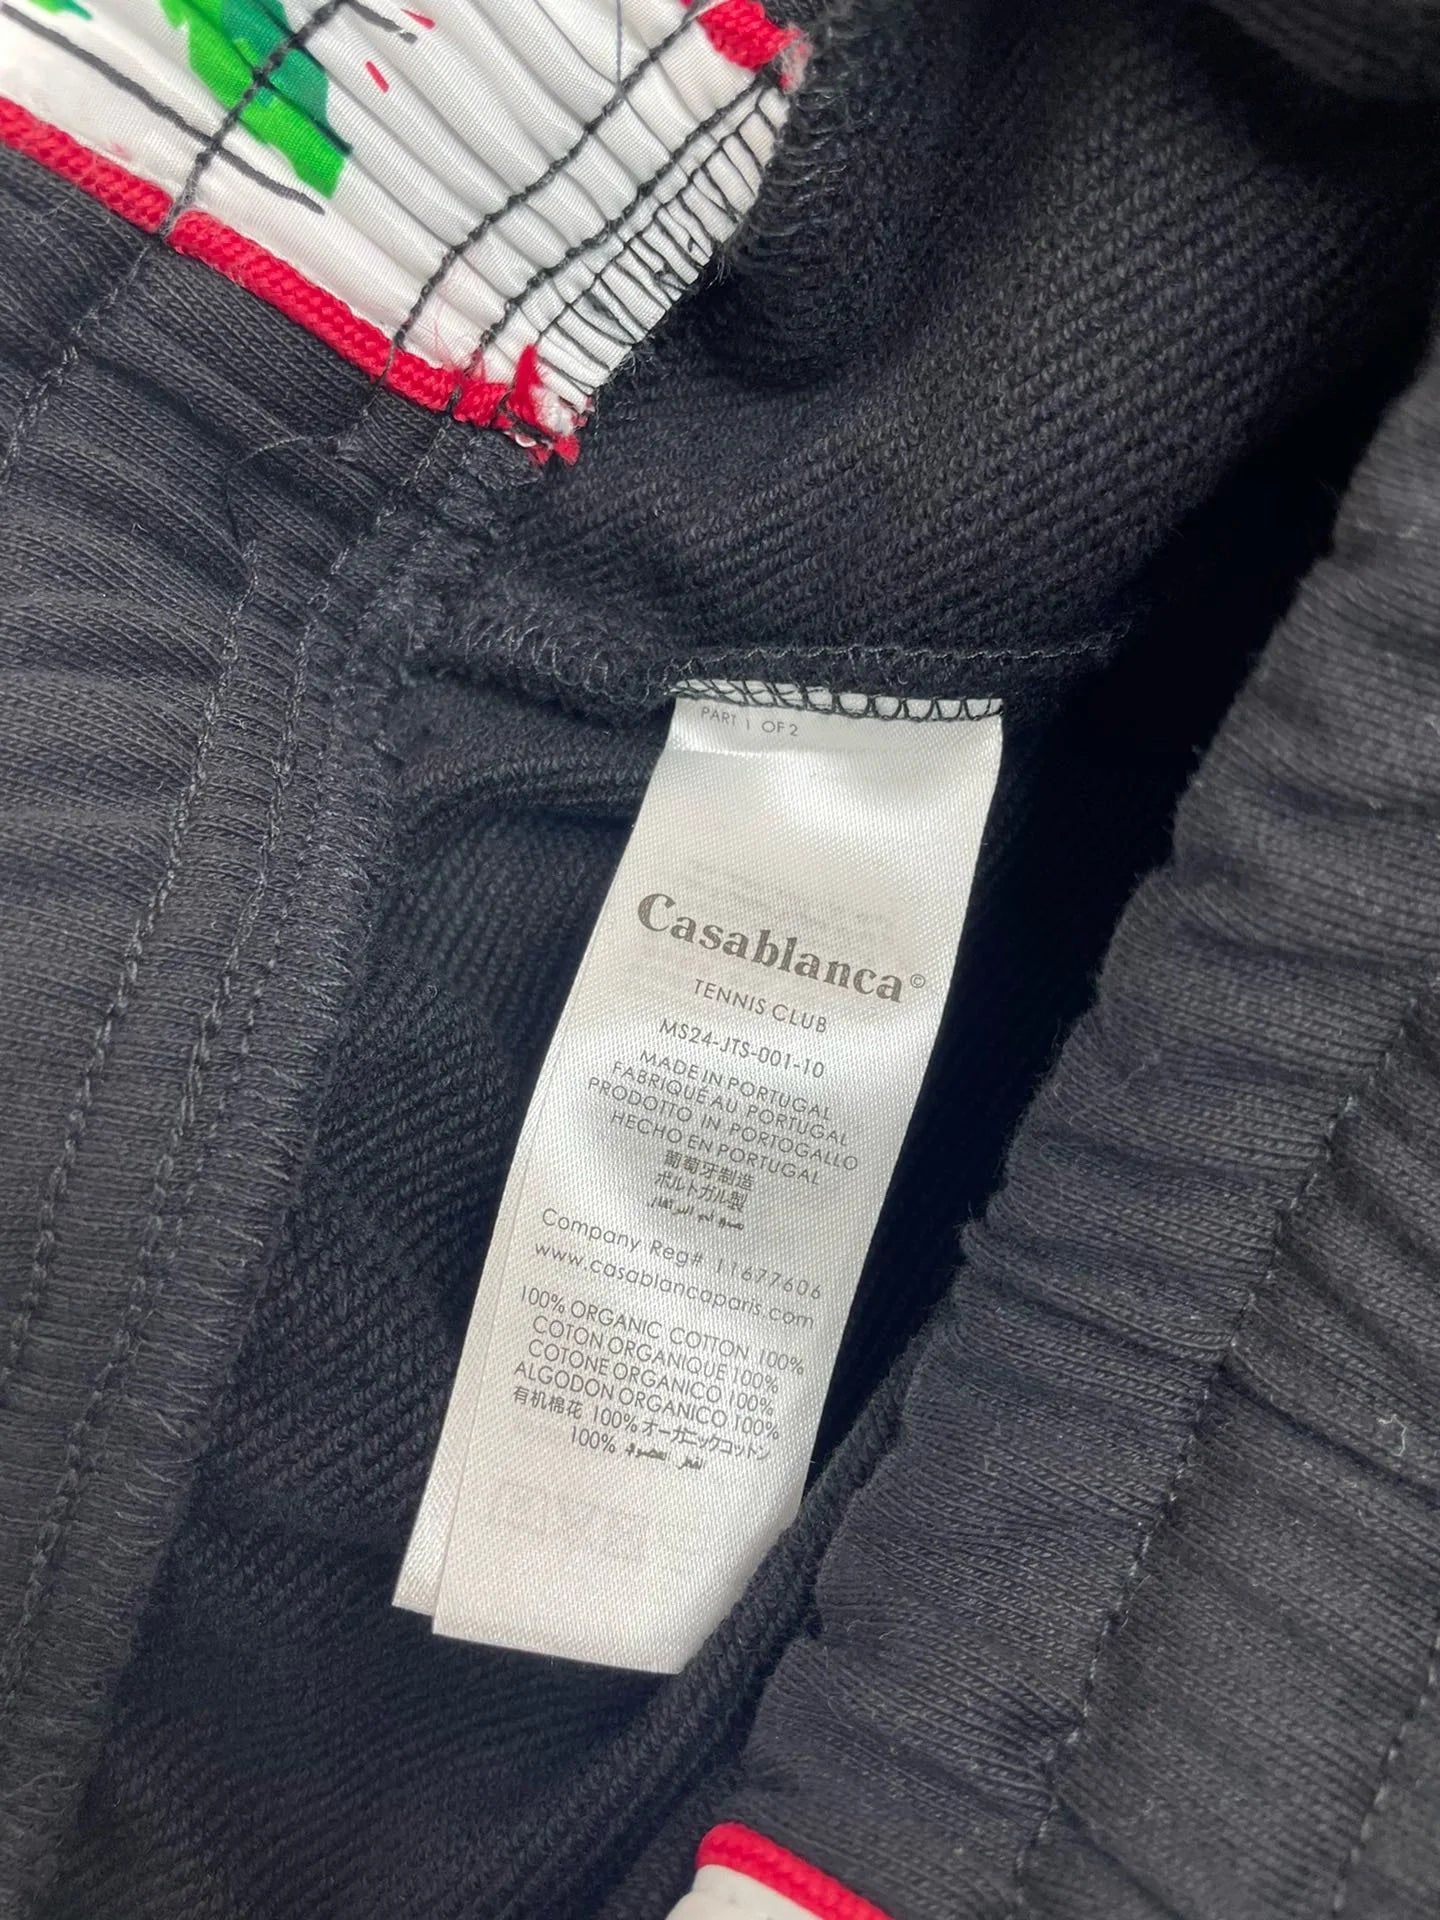 PART 1 OF 2
Casablanca©
TENNIS CLUB
MS24-JTS-001-10
MADE IN PORTUGAL
FABRIQUÉ AU PORTUGAL
PRODOTTO IN PORTOGALLO
HECHO EN PORTUGAL
葡萄牙制造
ポルトガル製
Company Reg# 11677606
www.casablancaparis.com
100% ORGANIC COTTON 100%
COTON ORGANIQUE 100%
COTONE ORGANICO 100%
ALGODON ORGANICO 100%
有机棉花 100% オーガニックコットン
100%